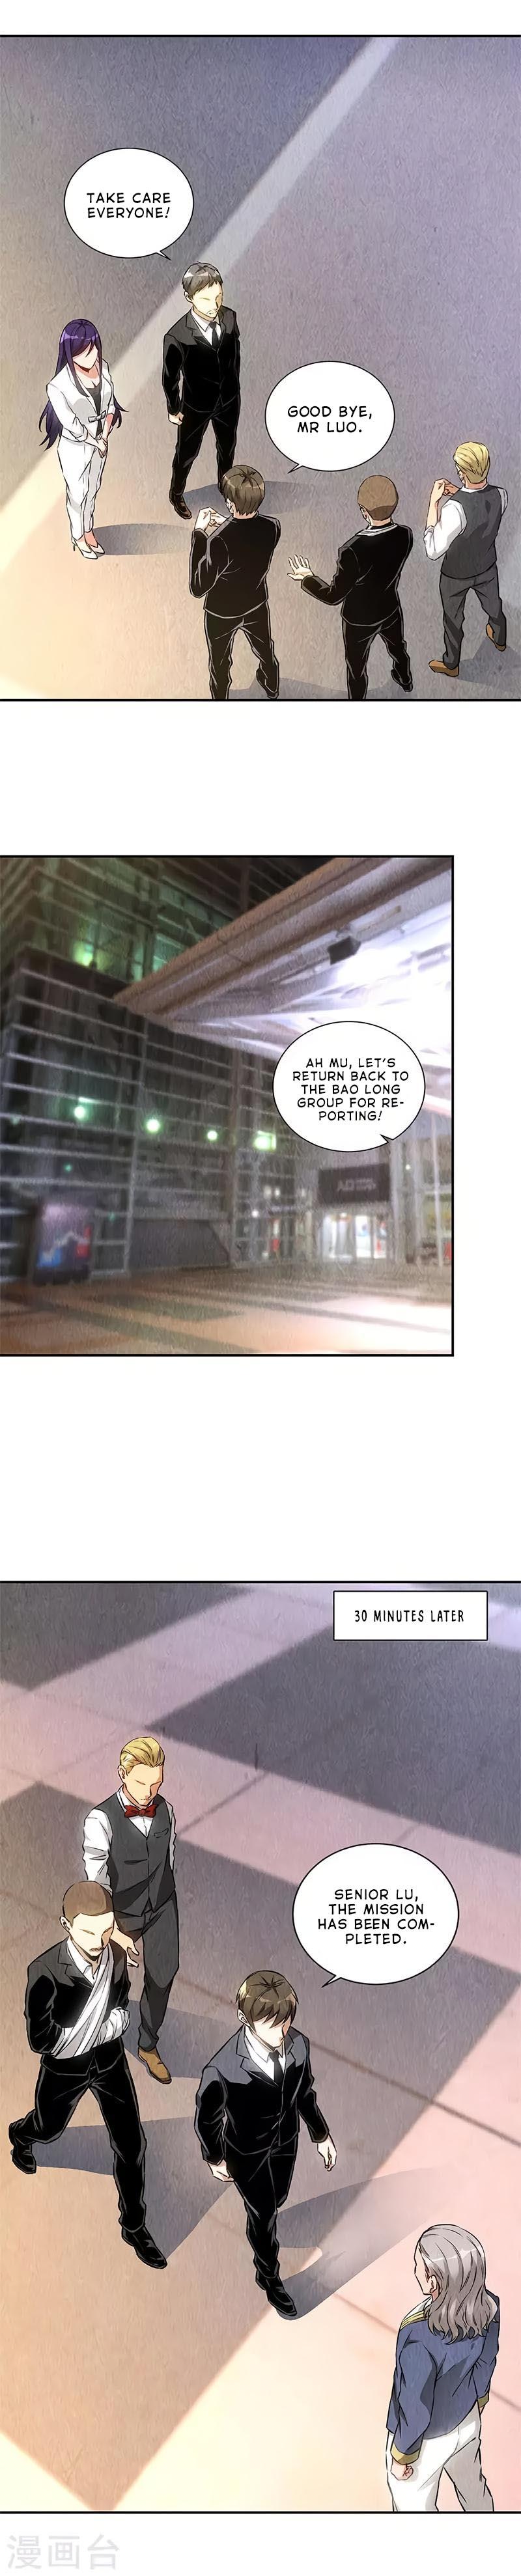 TAKE CARE
EVERYONE!
GOOD BYE,
MR LUO.
AH MU, LET'S
RETURN BACK TO
THE BAO LONG
GROUP FOR RE-
PORTING!
30 MINUTES LATER
SENIOR LU,
THE MISSION
HAS BEEN COM-
PLETED.
漫画台